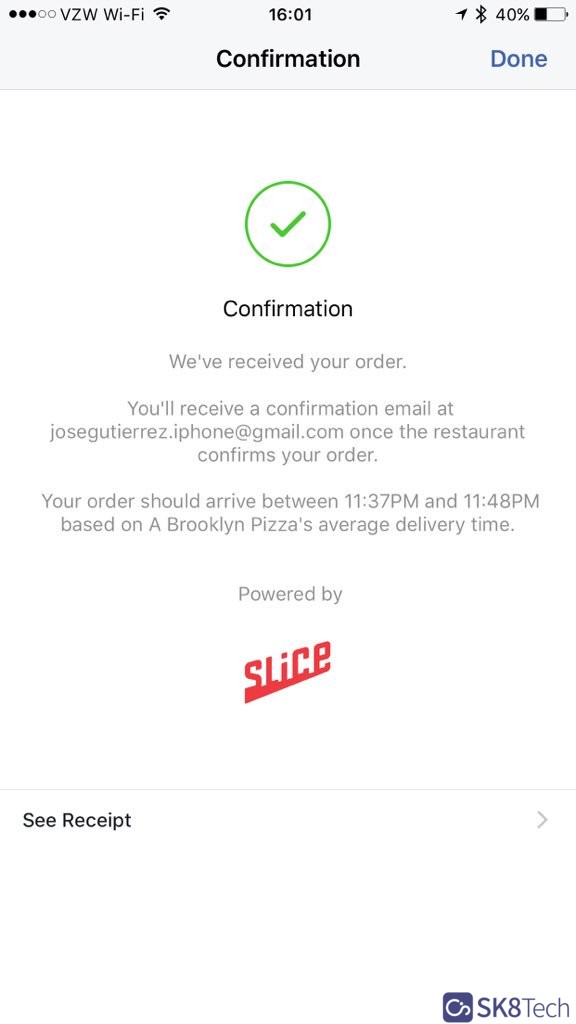 VZW Wi-Fi 16:01 40%
Confirmation Done
Confirmation
We've received your order.
You'll receive a confirmation email at
josegutierrez.iphone@gmail.com once the restaurant
confirms your order.
Your order should arrive between 11:37PM and 11:48PM
based on A Brooklyn Pizza's average delivery time.
Powered by
SLiCe
See Receipt
SK8Tech